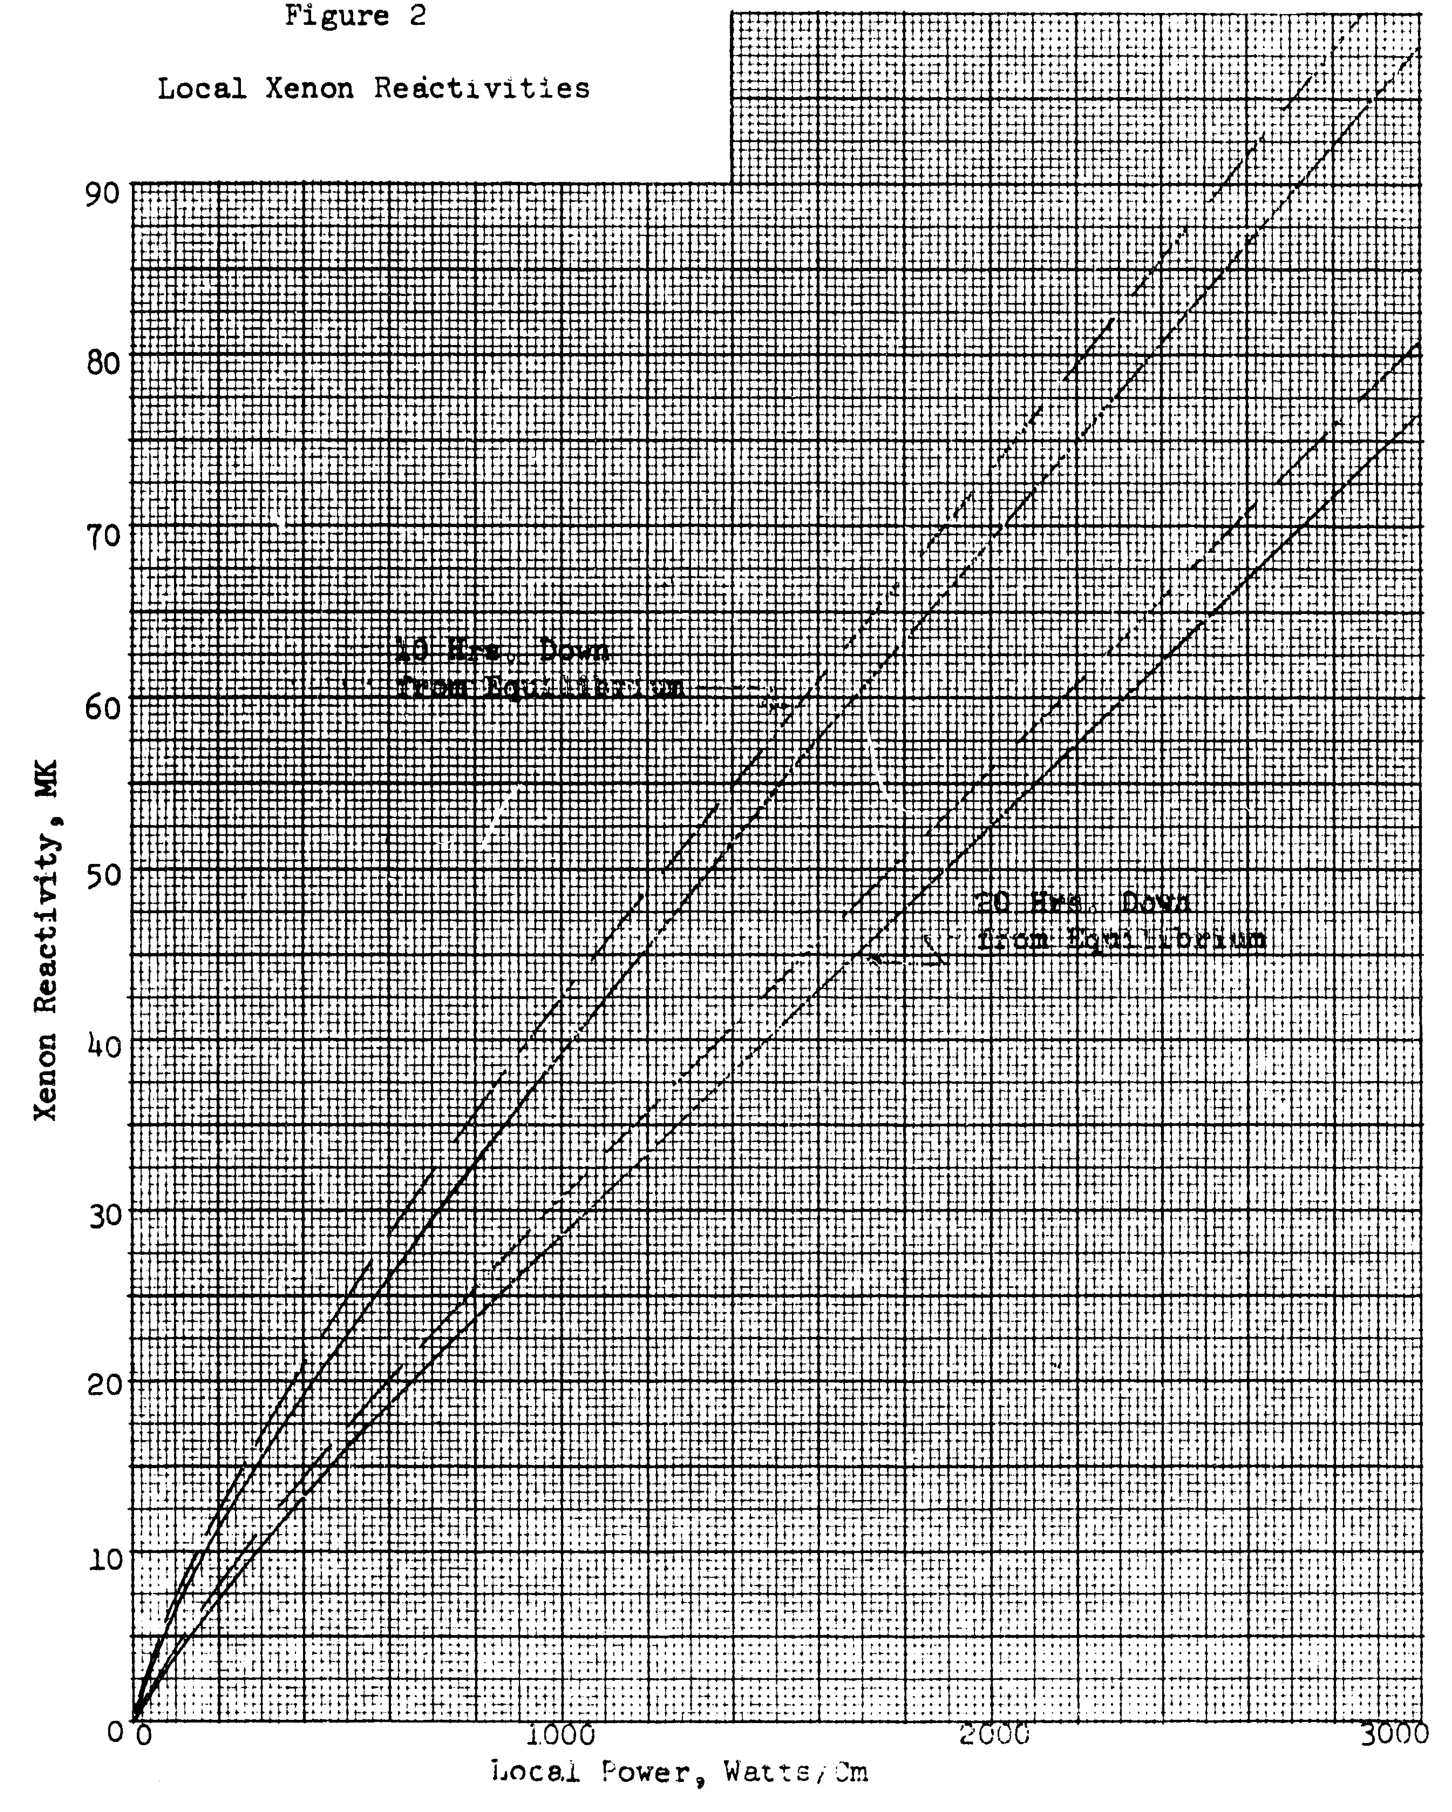 Figure 2
Local Xenon Reactivities
90
80
70
60
50
40
30
20
10
0
Xenon Reactivity, MK
10 Hrs. Down
from Equilibrium
20 Hrs. Down
from Equilibrium
0
1000
2000
3000
Local Power, Watts/Cm